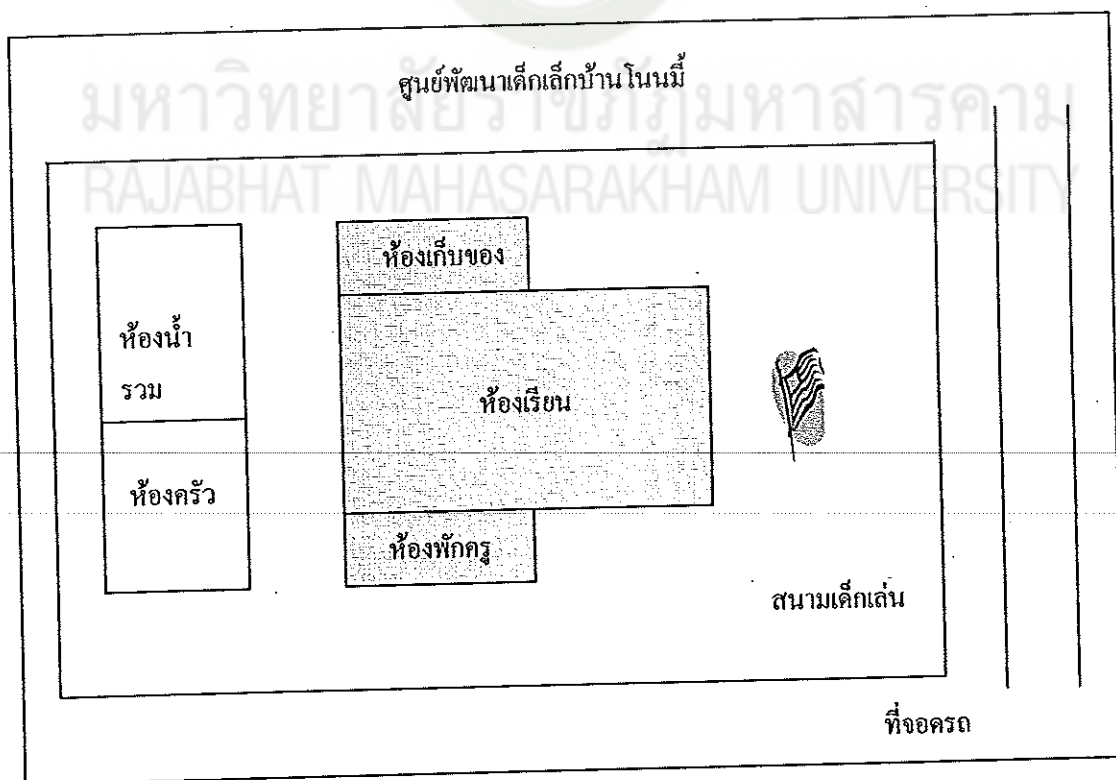 ศูนย์พัฒนาเด็กเล็กบ้านโนนมี้
มหาวิทยาลัยราชภัฏมหาสารคาม
RAJABHAT MAHASARAKHAM UNIVERSITY
ห้องเก็บของ
ห้องน้ำ
รวม
ห้องเรียน
ห้องครัว
ห้องพักครู
สนามเด็กเล่น
ที่จอดรถ